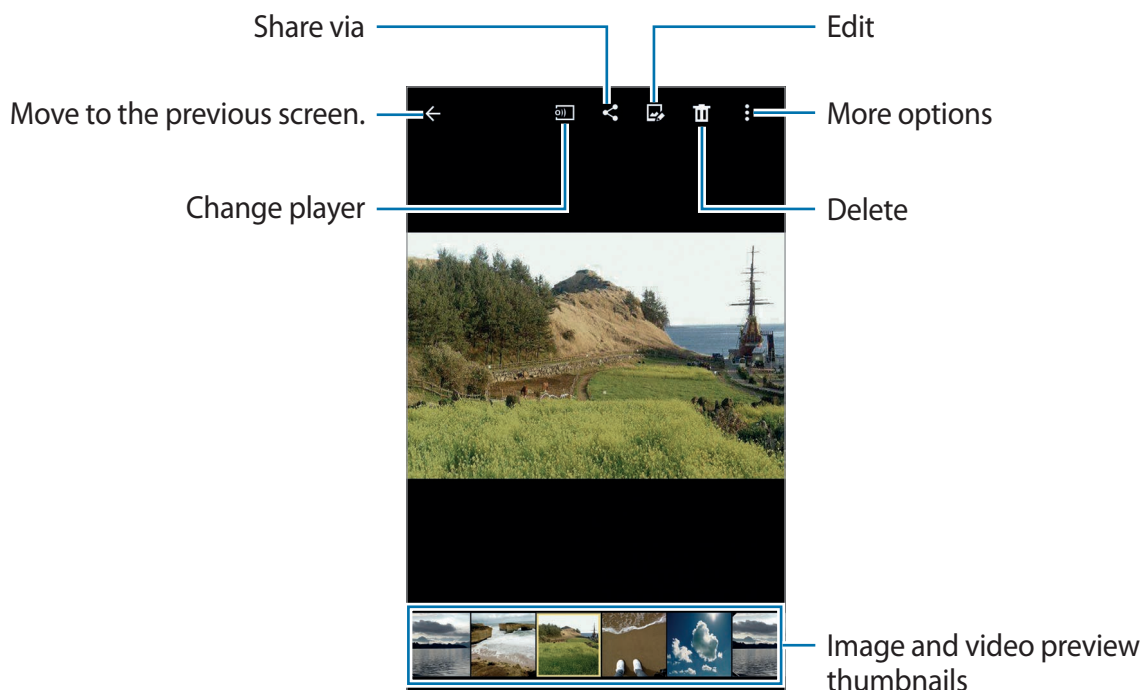 Share via
Edit
Move to the previous screen.
More options
Change player
Delete
Image and video preview
thumbnails